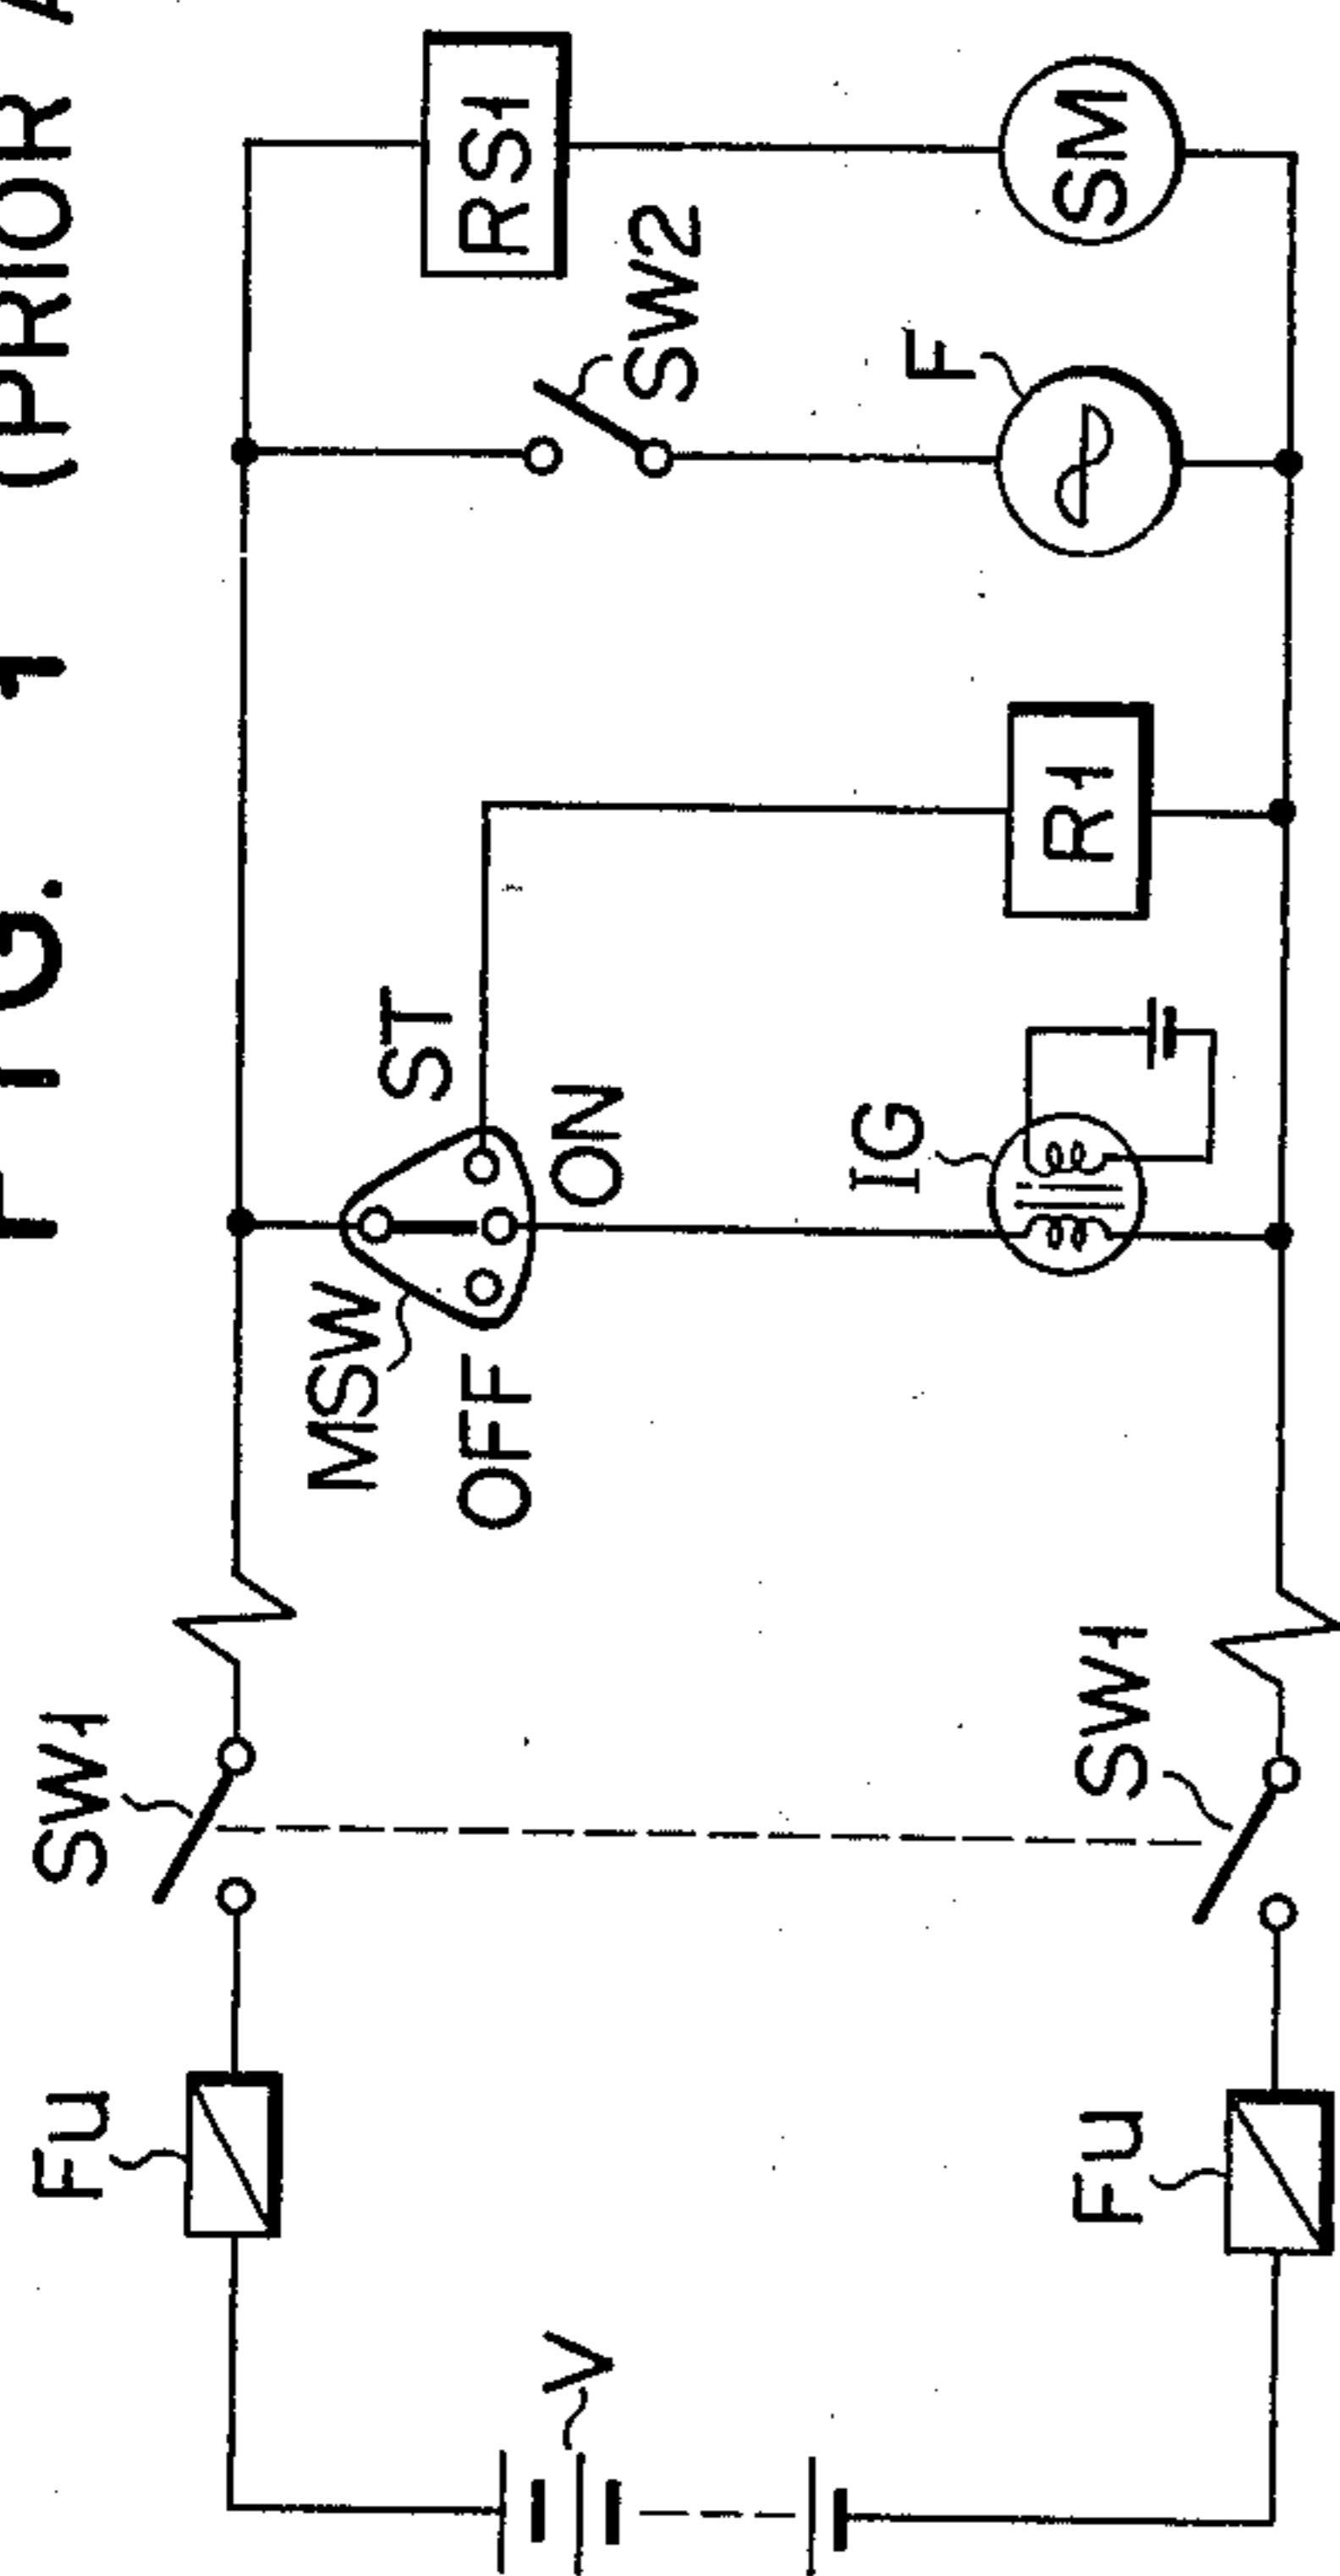 FIG. 1 (PRIOR A
SW1
Fu
MSW
OFF
ST
ON
RS1
SW2
V
IG
R1
F
SM
SW1
Fu